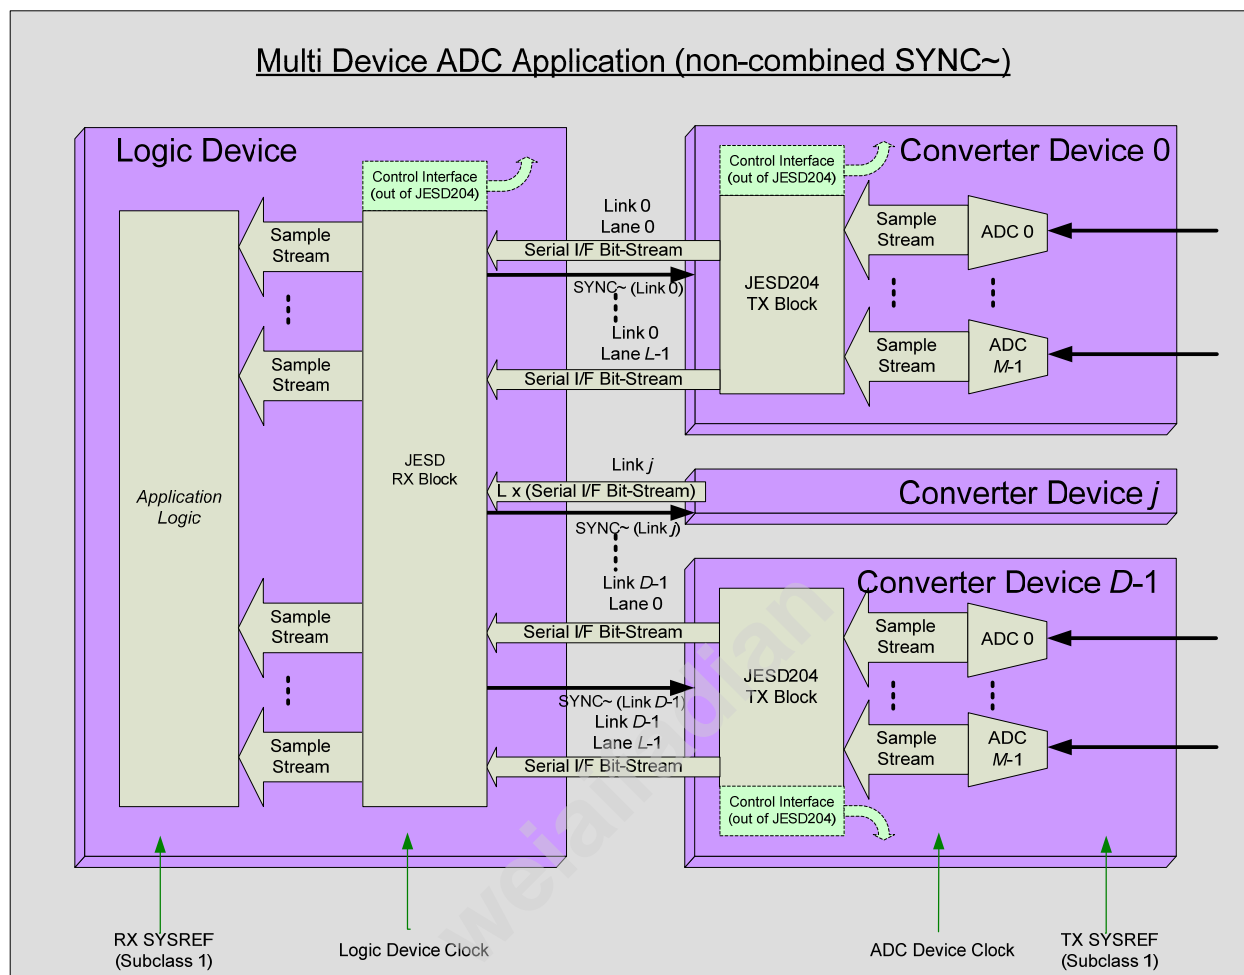 Multi Device ADC Application (non-combined SYNC~)
Logic Device
Control Interface
(out of JESD204)
Sample
Stream
Sample
Stream
Application
Logic
JESD
RX Block
Sample
Stream
Sample
Stream
Link 0
Lane 0
Serial I/F Bit-Stream
SYNC~ (Link 0)
Link 0
Lane L-1
Serial I/F Bit-Stream
Link j
L x (Serial I/F Bit-Stream)
SYNC~ (Link j)
Link D-1
Lane 0
Serial I/F Bit-Stream
SYNC~ (Link D-1)
Link D-1
Lane L-1
Serial I/F Bit-Stream
Converter Device 0
Control Interface
(out of JESD204)
JESD204
TX Block
Sample
Stream
ADC 0
Sample
Stream
ADC
M-1
Converter Device j
Converter Device D-1
JESD204
TX Block
Sample
Stream
ADC 0
Sample
Stream
ADC
M-1
Control Interface
(out of JESD204)
RX SYSREF
(Subclass 1)
Logic Device Clock
ADC Device Clock
TX SYSREF
(Subclass 1)